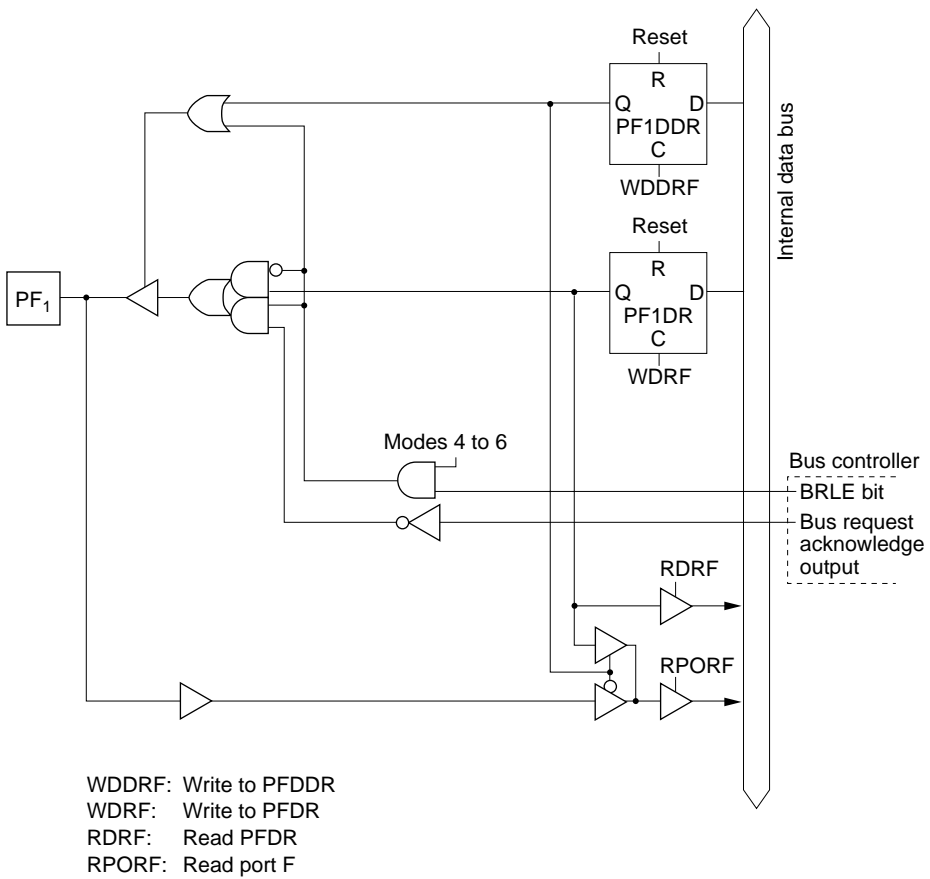 Reset
R
Q D
PF1DDR
C
WDDRF
Internal data bus
Reset
R
Q D
PF1DR
C
WDRF
PF₁
Modes 4 to 6
Bus controller
BRLE bit
Bus request
acknowledge
output
RDRF
RPORF
WDDRF: Write to PFDDR
WDRF: Write to PFDR
RDRF: Read PFDR
RPORF: Read port F